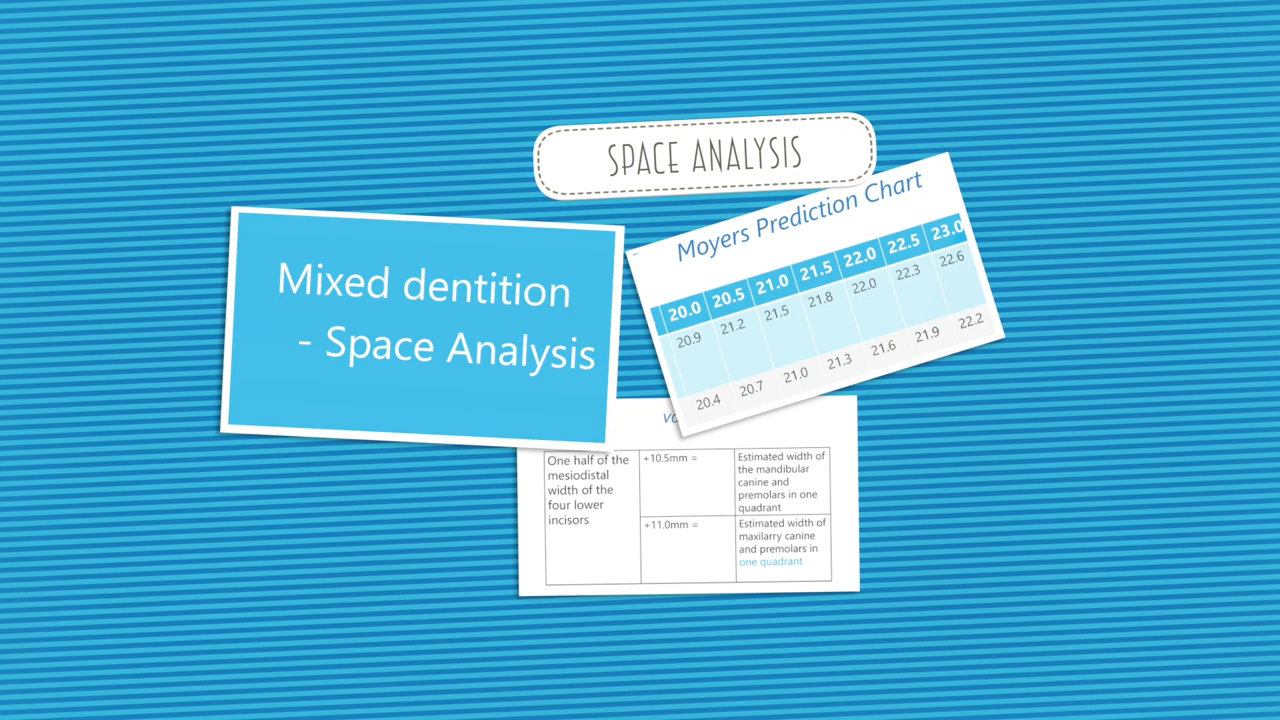 SPACE ANALYSIS
Mixed dentition
- Space Analysis
Moyers Prediction Chart
20.0 20.5 21.0 21.5 22.0 22.5 23.0
20.9 21.2 21.5 21.8 22.0 22.3 22.6
20.4 20.7 21.0 21.3 21.6 21.9 22.2
One half of the
mesiodistal
width of the
four lower
incisors
+10.5mm =
Estimated width of
the mandibular
canine and
premolars in one
quadrant
+11.0mm =
Estimated width of
maxilarry canine
and premolars in
one quadrant